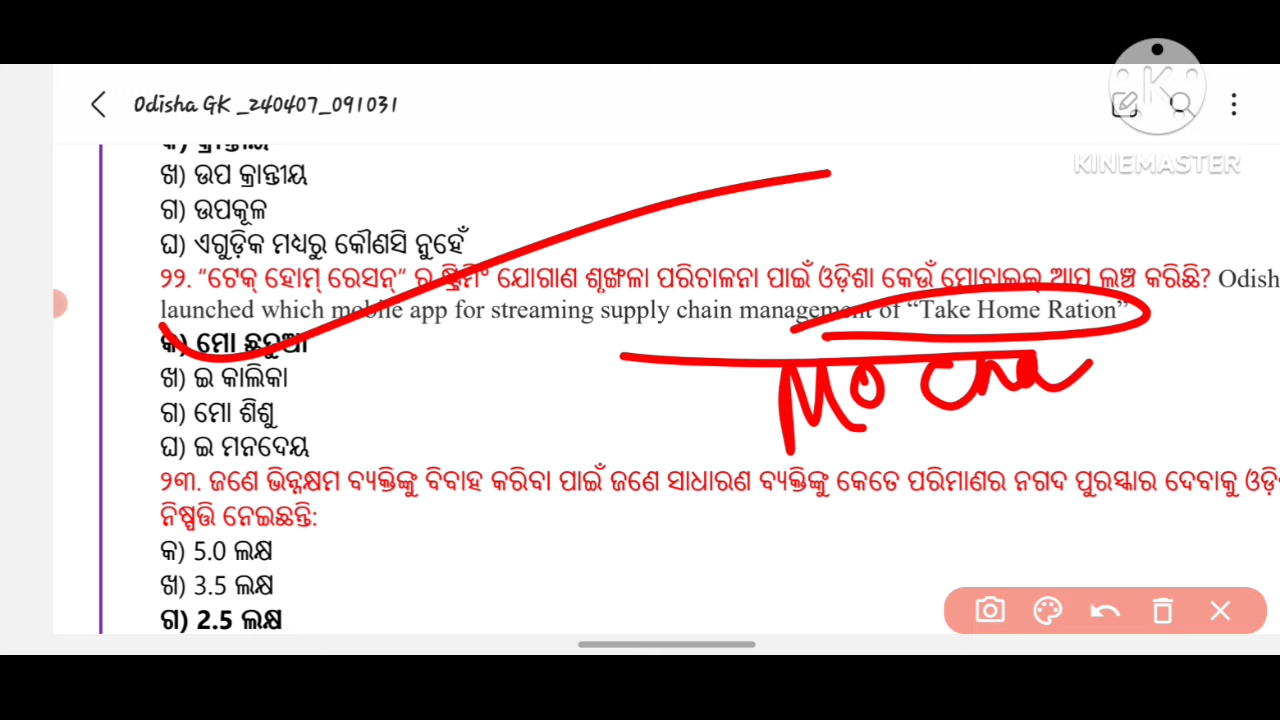 Odisha GK _240407_091031
KINEMASTER
ଖ) ଉପ କ୍ରାନ୍ତୀୟ
ଗ) ଉପକୂଳ
ଘ) ଏଗୁଡ଼ିକ ମଧ୍ୟରୁ କୌଣସି ନୁହେଁ
୨୨. “ଟେକ୍ ହୋମ୍ ରେସନ୍” ର ଷ୍ଟ୍ରିମିଂ ଯୋଗାଣ ଶୃଙ୍ଖଳା ପରିଚାଳନା ପାଇଁ ଓଡ଼ିଶା କେଉଁ ମୋବାଇଲ୍ ଆପ ଲଞ୍ଚ କରିଛି? Odish
launched which mobile app for streaming supply chain management of “Take Home Ration”
କ) ମୋ ଛତୁଆ
ଖ) ଇ କାଲିକା
ଗ) ମୋ ଶିଶୁ
ଘ) ଇ ମନଦେୟ
Mo Cha
୨୩. ଜଣେ ଭିନ୍ନକ୍ଷମ ବ୍ୟକ୍ତିଙ୍କୁ ବିବାହ କରିବା ପାଇଁ ଜଣେ ସାଧାରଣ ବ୍ୟକ୍ତିଙ୍କୁ କେତେ ପରିମାଣର ନଗଦ ପୁରସ୍କାର ଦେବାକୁ
ନିଷ୍ପତ୍ତି ନେଇଛନ୍ତି:
କ) 5.0 ଲକ୍ଷ
ଖ) 3.5 ଲକ୍ଷ
ଗ) 2.5 ଲକ୍ଷ